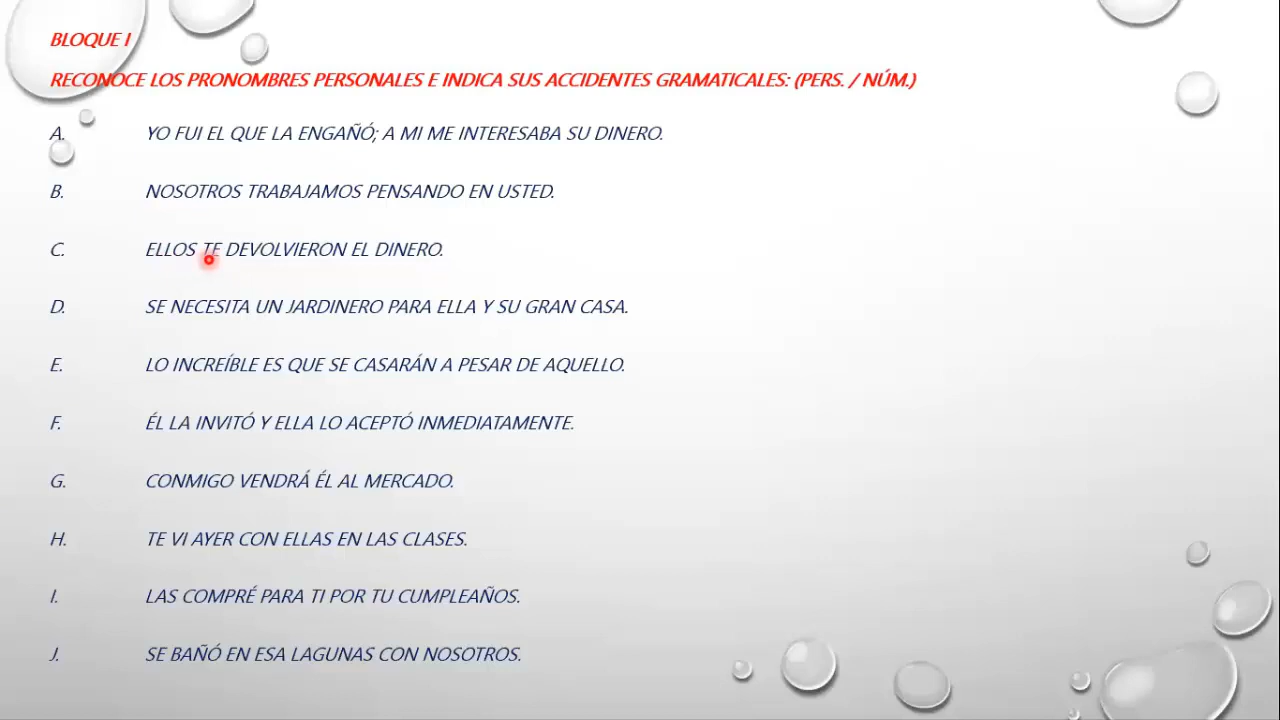 BLOQUE I
RECONOCE LOS PRONOMBRES PERSONALES E INDICA SUS ACCIDENTES GRAMATICALES: (PERS. / NÚM.)
A. YO FUI EL QUE LA ENGAÑÓ; A MI ME INTERESABA SU DINERO.
B. NOSOTROS TRABAJAMOS PENSANDO EN USTED.
C. ELLOS TE DEVOLVIERON EL DINERO.
D. SE NECESITA UN JARDINERO PARA ELLA Y SU GRAN CASA.
E. LO INCREÍBLE ES QUE SE CASARÁN A PESAR DE AQUELLO.
F. ÉL LA INVITÓ Y ELLA LO ACEPTÓ INMEDIATAMENTE.
G. CONMIGO VENDRÁ ÉL AL MERCADO.
H. TE VI AYER CON ELLAS EN LAS CLASES.
I. LAS COMPRÉ PARA TI POR TU CUMPLEAÑOS.
J. SE BAÑÓ EN ESA LAGUNAS CON NOSOTROS.